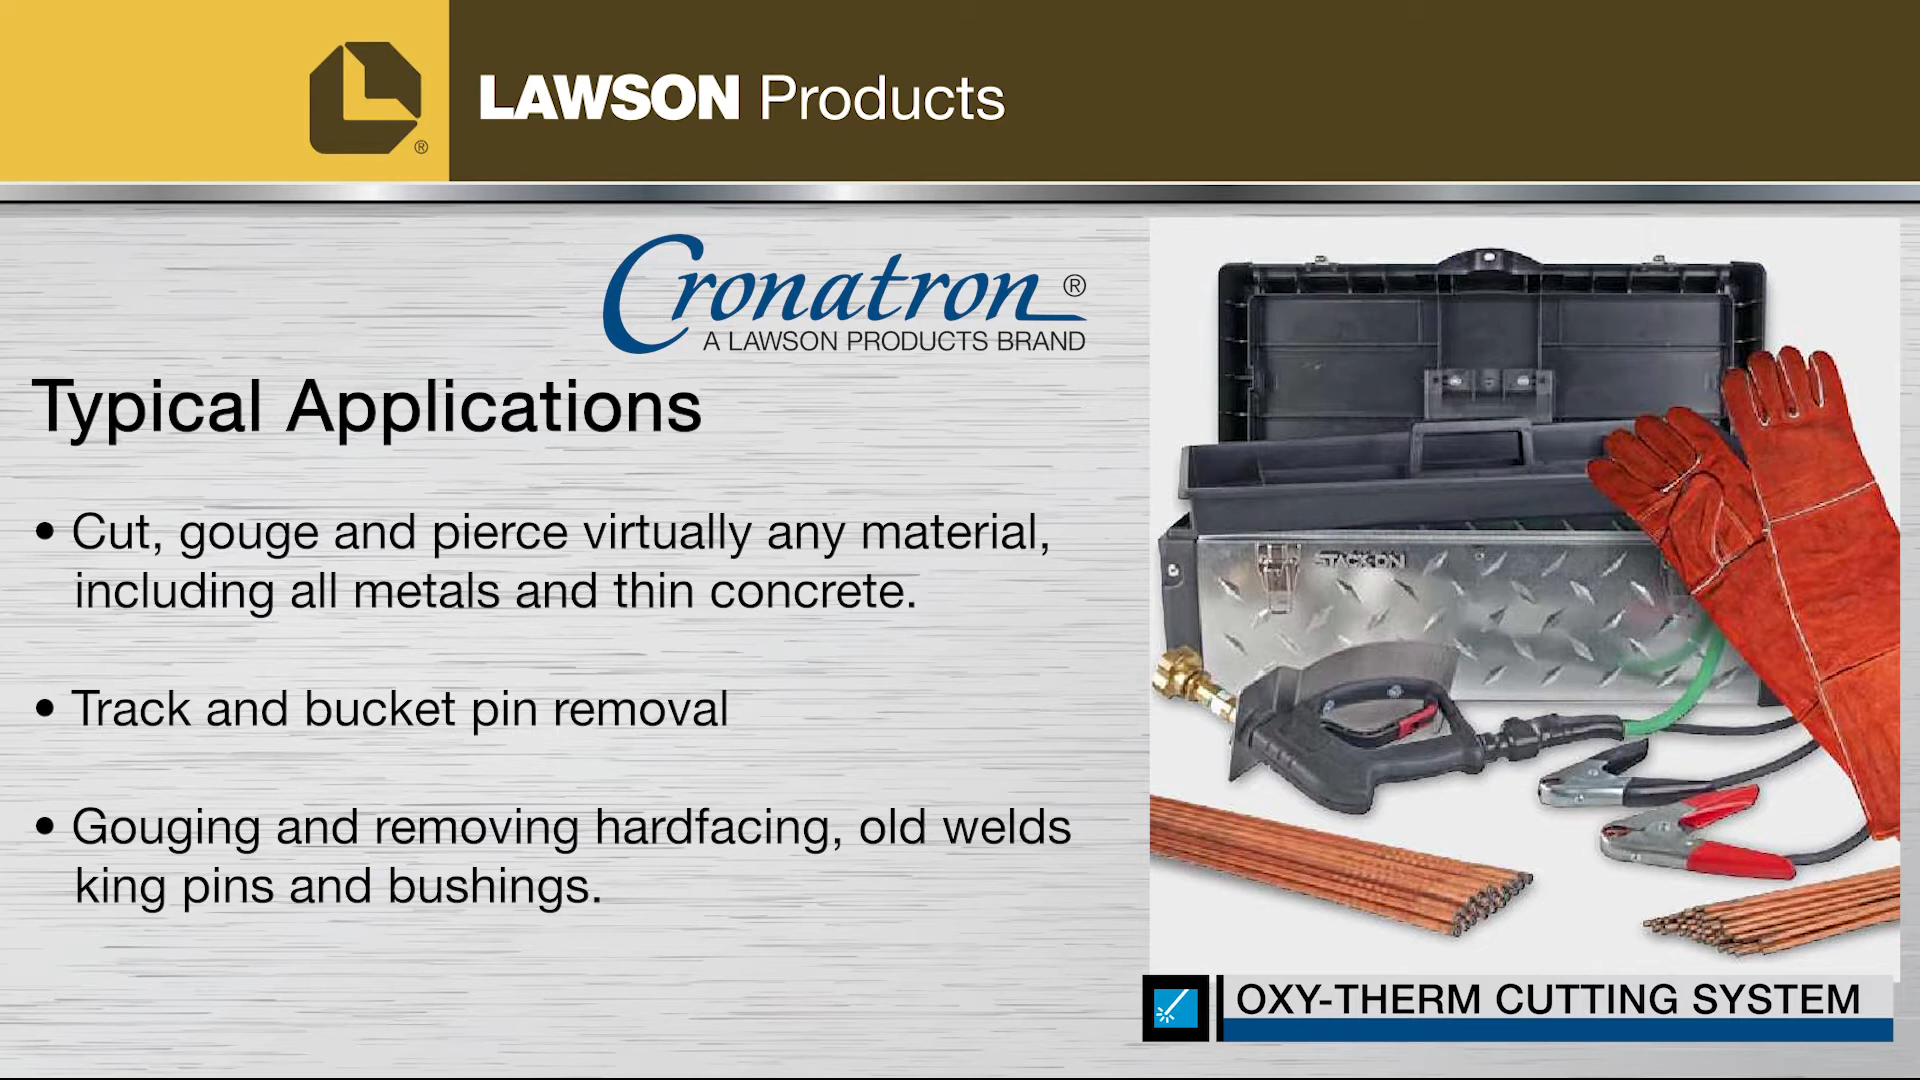 LAWSON Products
®
Cronatron®
A LAWSON PRODUCTS BRAND
Typical Applications
• Cut, gouge and pierce virtually any material,
including all metals and thin concrete.
• Track and bucket pin removal
• Gouging and removing hardfacing, old welds
king pins and bushings.
STACK-ON
OXY-THERM CUTTING SYSTEM